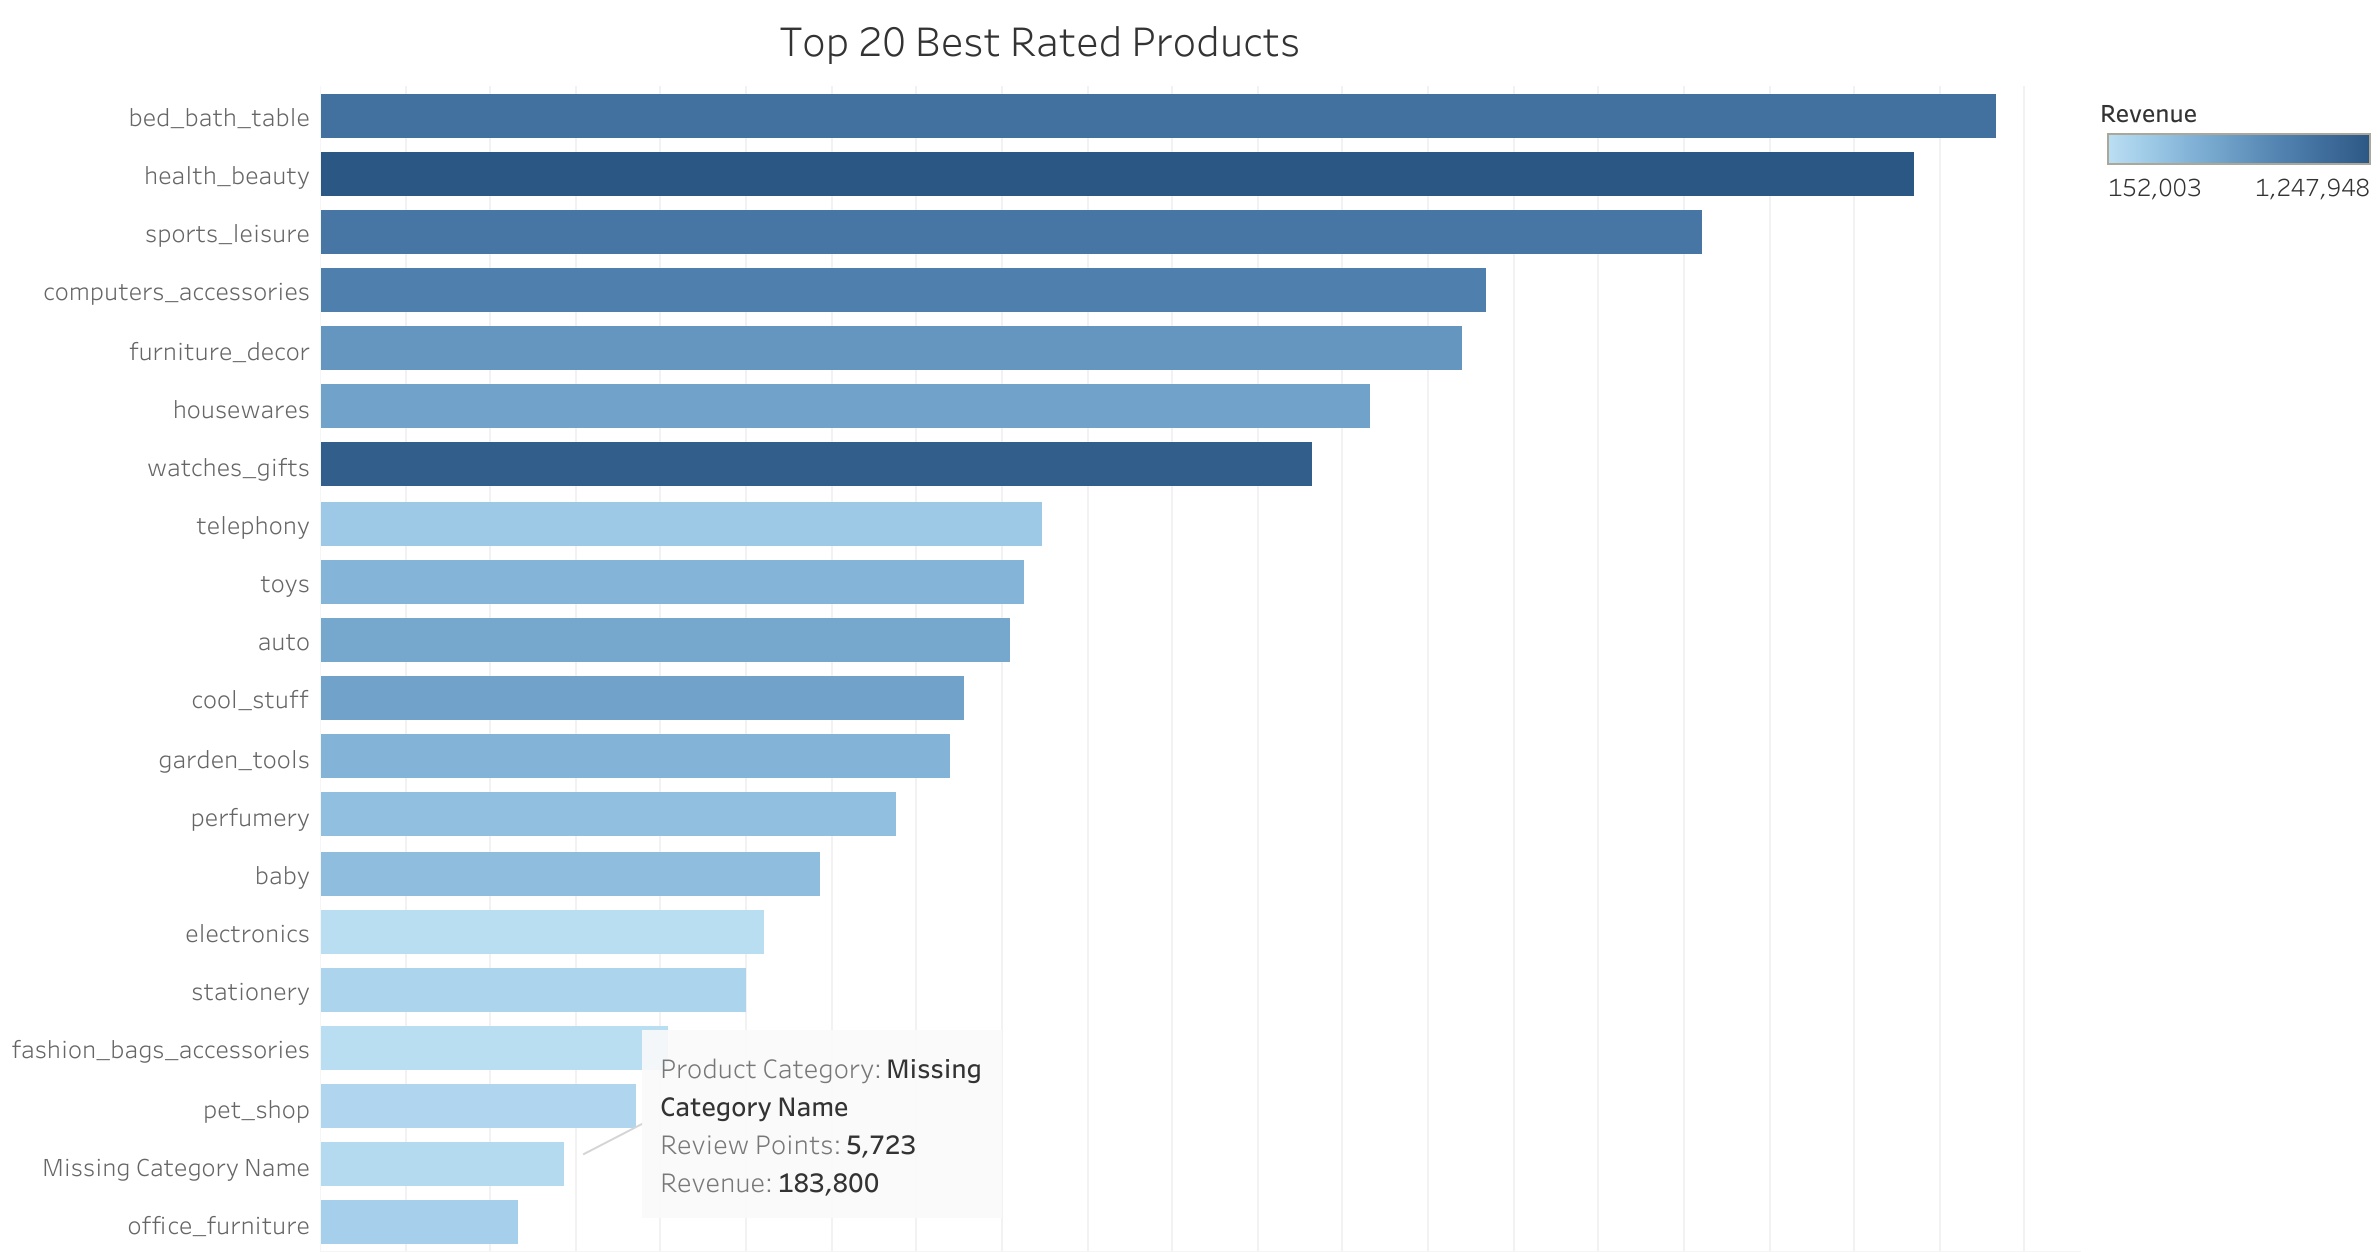 Top 20 Best Rated Products
bed_bath_table
health_beauty
sports_leisure
computers_accessories
furniture_decor
housewares
watches_gifts
telephony
toys
auto
cool_stuff
garden_tools
perfumery
baby
electronics
stationery
fashion_bags_accessories
pet_shop
Missing Category Name
office_furniture
Product Category: Missing
Category Name
Review Points: 5,723
Revenue: 183,800
Revenue
152,003 1,247,948